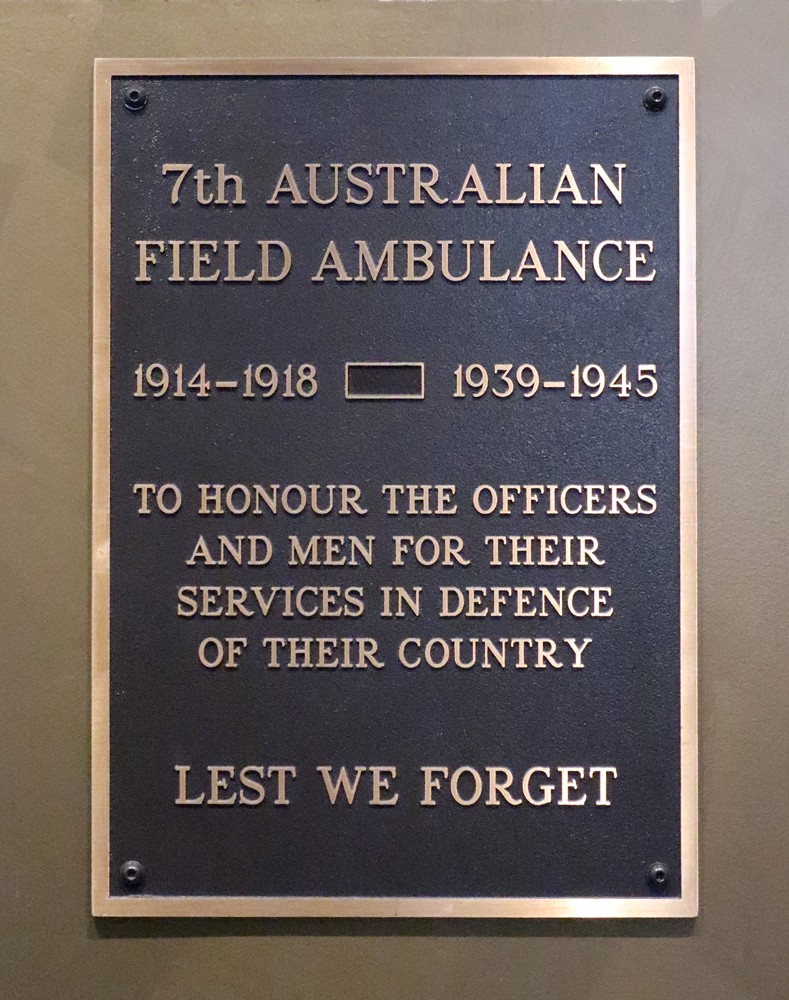 7th AUSTRALIAN
FIELD AMBULANCE
1914–1918 1939–1945
TO HONOUR THE OFFICERS
AND MEN FOR THEIR
SERVICES IN DEFENCE
OF THEIR COUNTRY
LEST WE FORGET